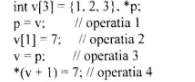 int v[3] = {1, 2, 3}, *p;
p = v; // operatia 1
v[1] = 7; // operatia 2
v = p; // operatia 3
*(v + 1) = 7; // operatia 4